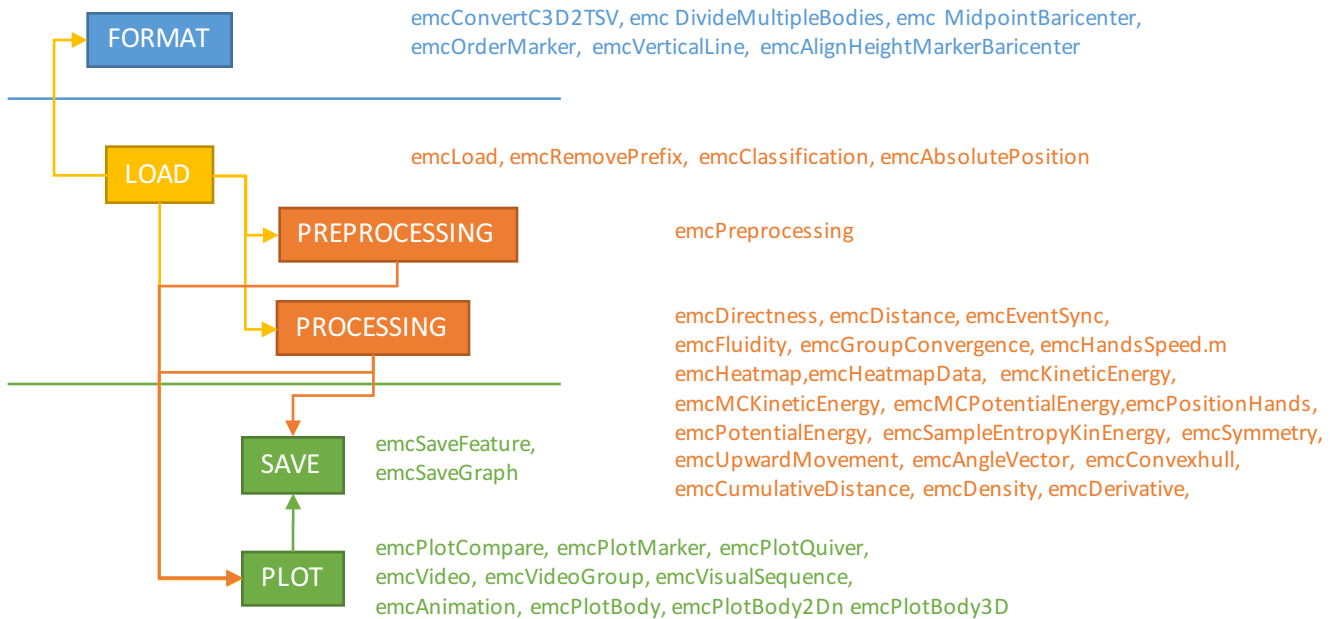 FORMAT
emcConvertC3D2TSV, emc DivideMultipleBodies, emc MidpointBaricenter,
emcOrderMarker, emcVerticalLine, emcAlignHeightMarkerBaricenter
LOAD
emcLoad, emcRemovePrefix, emcClassification, emcAbsolutePosition
PREPROCESSING
emcPreprocessing
PROCESSING
emcDirectness, emcDistance, emcEventSync,
emcFluidity, emcGroupConvergence, emcHandsSpeed.m
emcHeatmap,emcHeatmapData, emcKineticEnergy,
emcMCKineticEnergy, emcMCPotentialEnergy,emcPositionHands,
emcPotentialEnergy, emcSampleEntropyKinEnergy, emcSymmetry,
emcUpwardMovement, emcAngleVector, emcConvexhull,
emcCumulativeDistance, emcDensity, emcDerivative,
SAVE
emcSaveFeature,
emcSaveGraph
PLOT
emcPlotCompare, emcPlotMarker, emcPlotQuiver,
emcVideo, emcVideoGroup, emcVisualSequence,
emcAnimation, emcPlotBody, emcPlotBody2Dn emcPlotBody3D